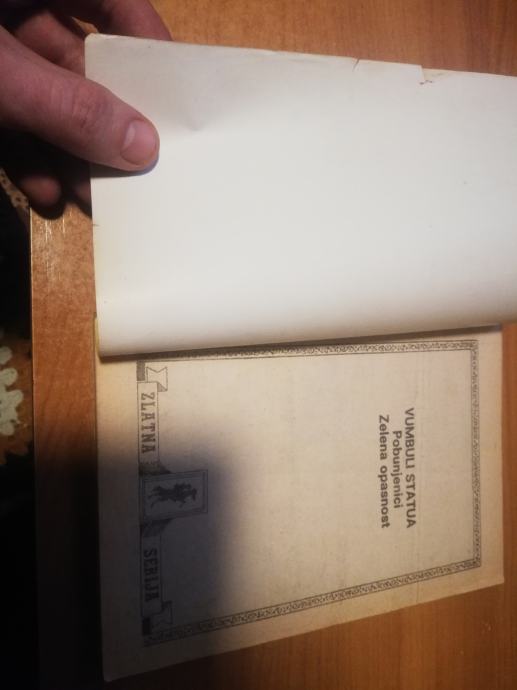 VUMBULI STATUA
Pobunjenici
Zelena opasnost
ZLATNA SERIJA